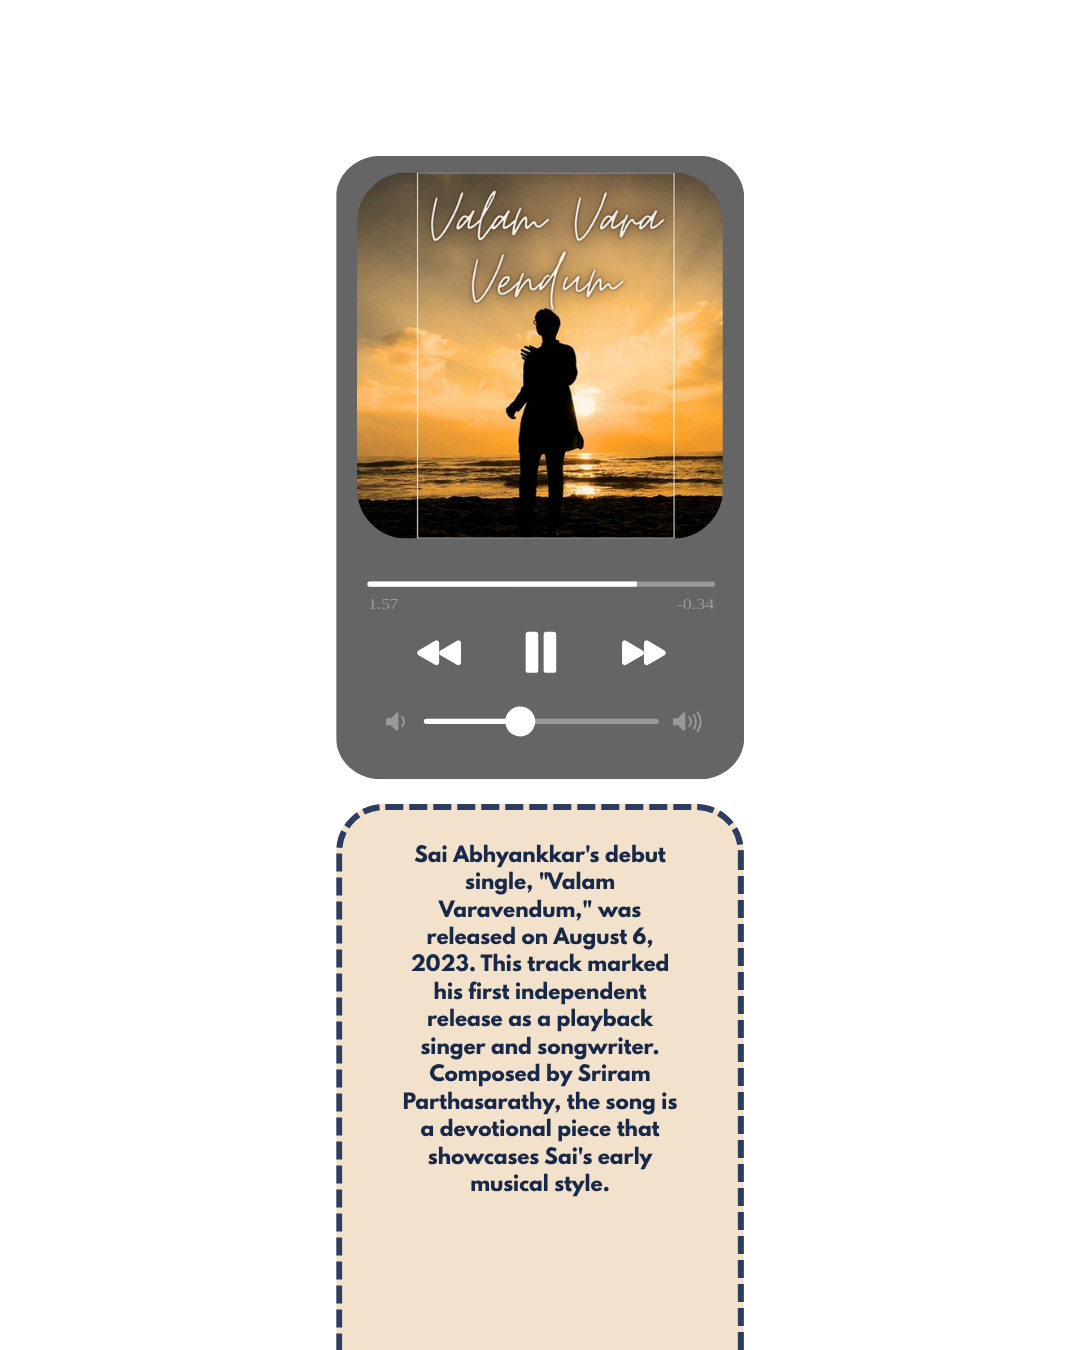 Valam Vara
Vendum
1.57
-0.34
Sai Abhyankkar's debut
single, "Valam
Varavendum," was
released on August 6,
2023. This track marked
his first independent
release as a playback
singer and songwriter.
Composed by Sriram
Parthasarathy, the song is
a devotional piece that
showcases Sai's early
musical style.